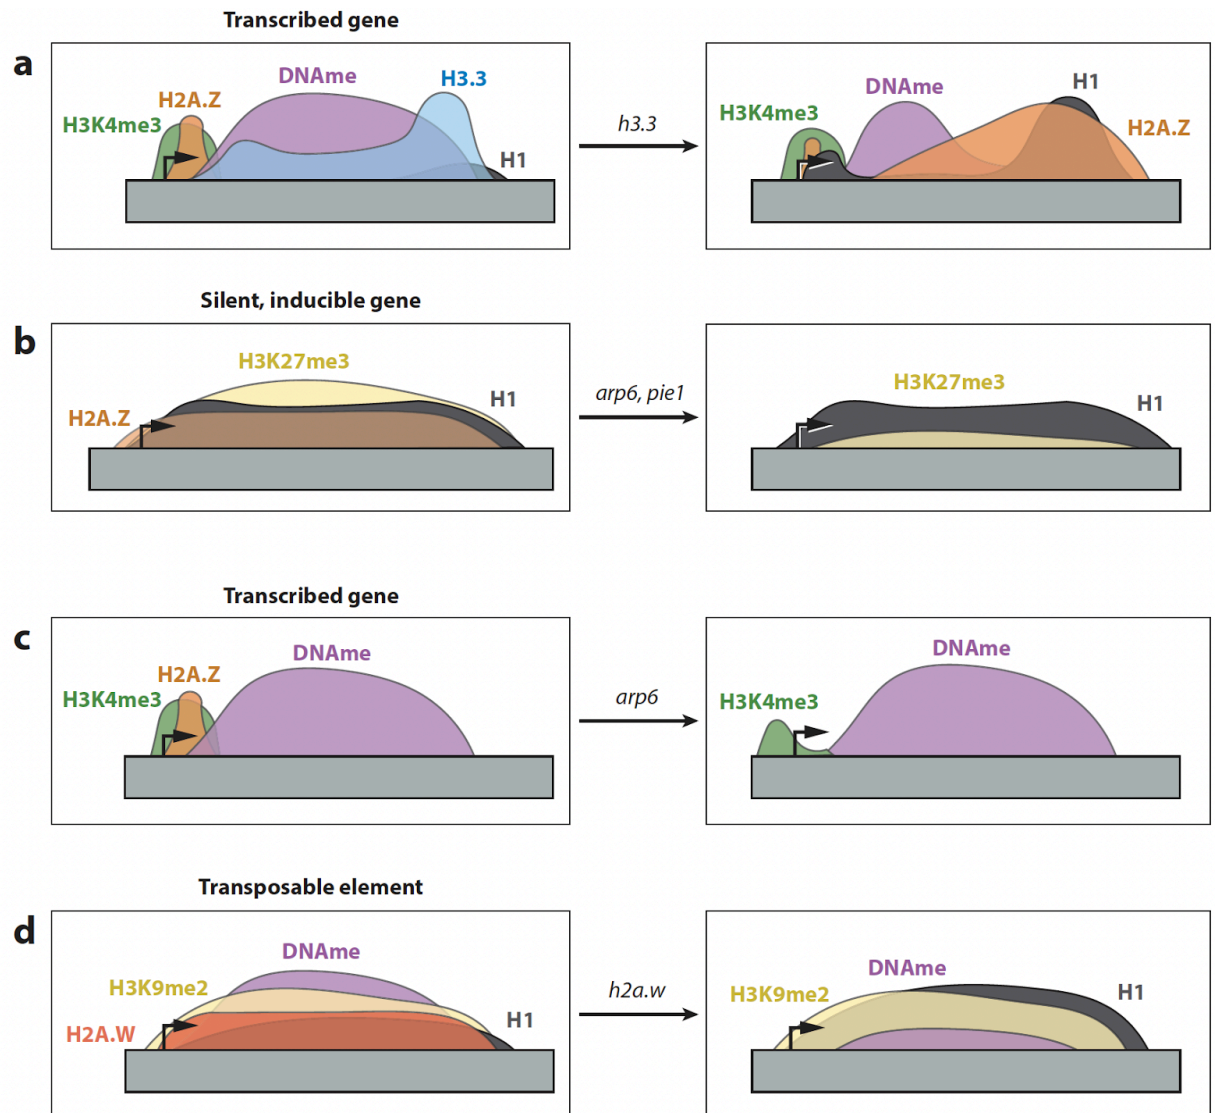 Transcribed gene
a
DNAme
H3.3
H2A.Z
H3K4me3
H1
h3.3
H1
DNAme
H3K4me3
H2A.Z
Silent, inducible gene
b
H3K27me3
H1
H2A.Z
arp6, pie1
H3K27me3
H1
Transcribed gene
c
DNAme
H2A.Z
H3K4me3
arp6
DNAme
H3K4me3
Transposable element
d
DNAme
H3K9me2
H2A.W
H1
h2a.w
DNAme
H3K9me2
H1